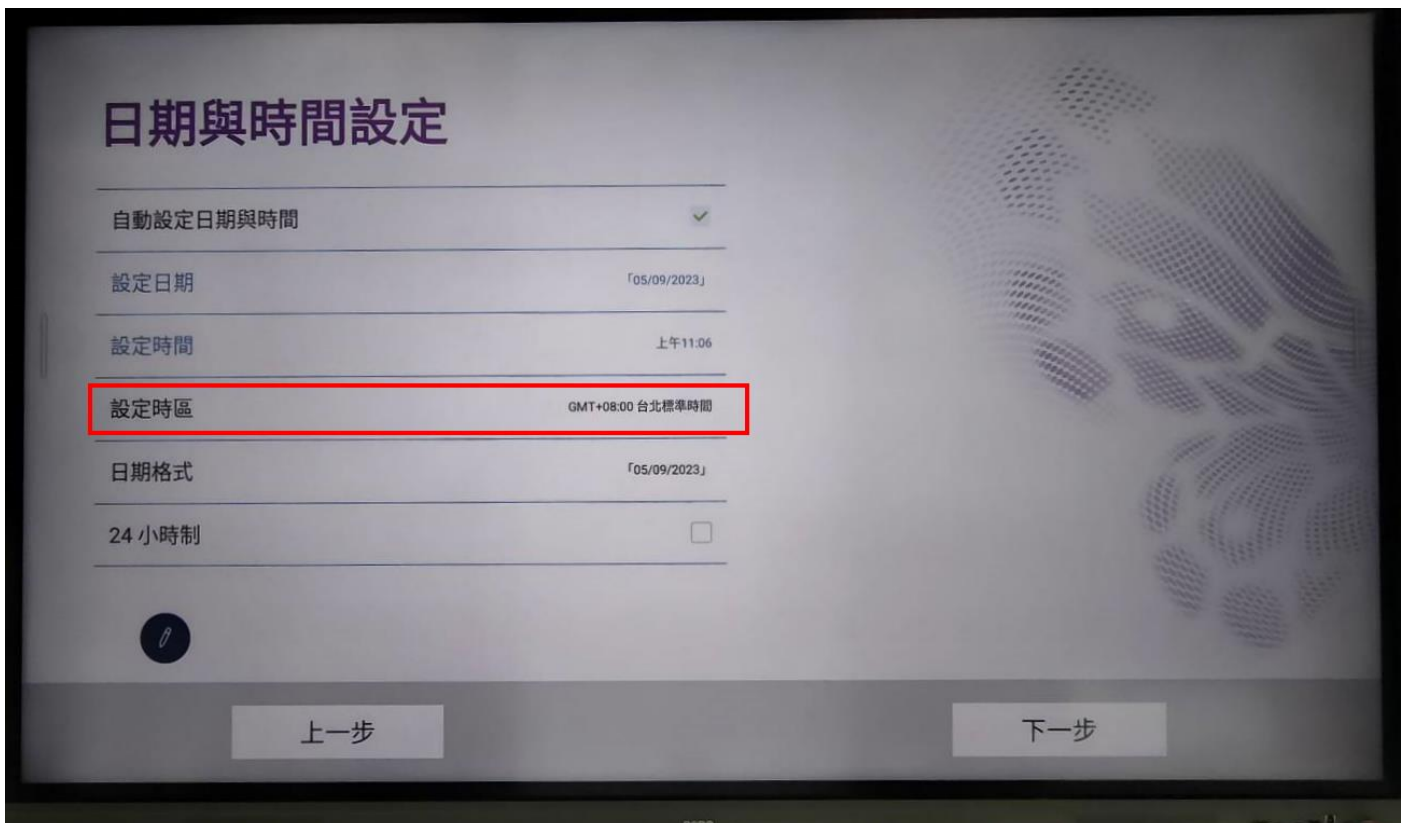 日期與時間設定
自動設定日期與時間
設定日期 「05/09/2023」
設定時間 上午11:06
設定時區 GMT+08:00 台北標準時間
日期格式 「05/09/2023」
24 小時制
上一步 下一步